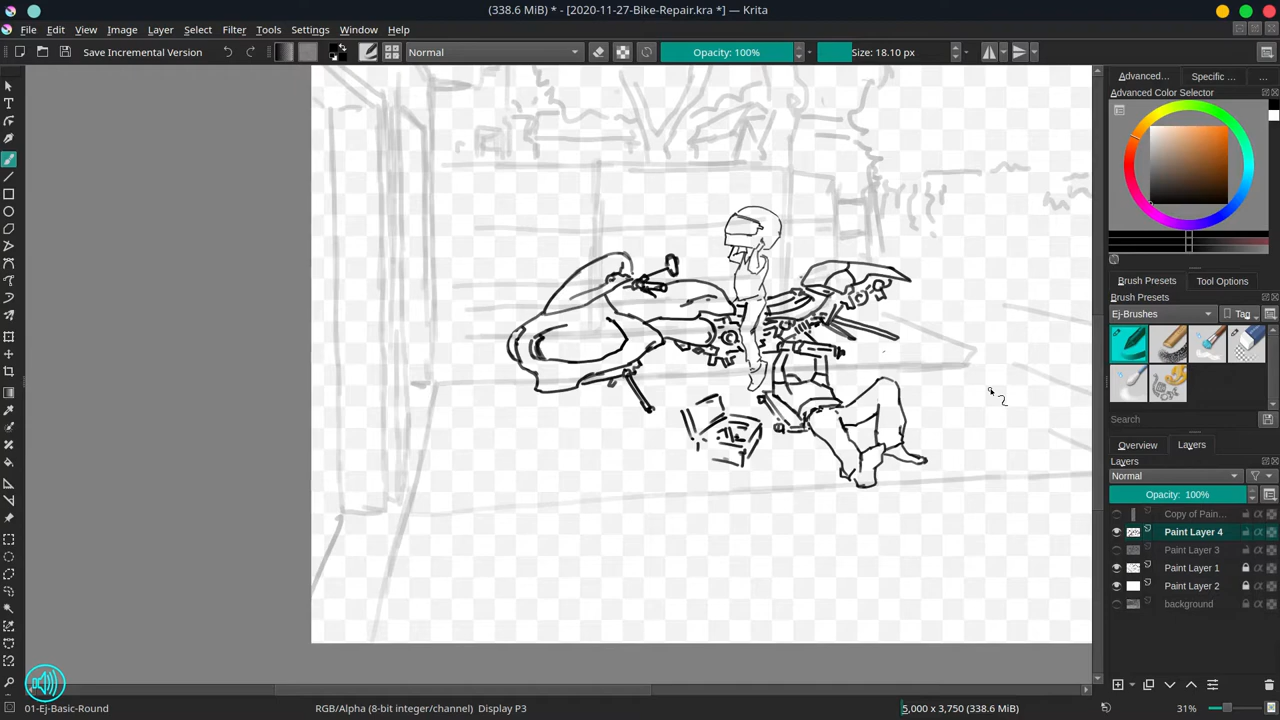 (338.6 MiB) * - [2020-11-27-Bike-Repair.kra *] — Krita
File Edit View Image Layer Select Filter Tools Settings Window Help
Save Incremental Version Normal Opacity: 100% Size: 18.10 px
Advanced... Specific ... ...
Advanced Color Selector
Brush Presets Tool Options
Brush Presets
Ej-Brushes Tag
Search
Overview Layers
Layers
Normal
Opacity: 100%
Copy of Pain...
Paint Layer 4
Paint Layer 3
Paint Layer 1
Paint Layer 2
background
01-Ej-Basic-Round RGB/Alpha (8-bit integer/channel) Display P3 5,000 x 3,750 (338.6 MiB) 31%